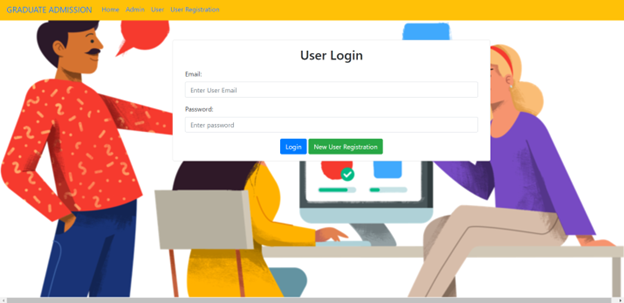 GRADUATE ADMISSION Home Admin User User Registration
User Login
Email:
Enter User Email
Password:
Enter password
Login New User Registration